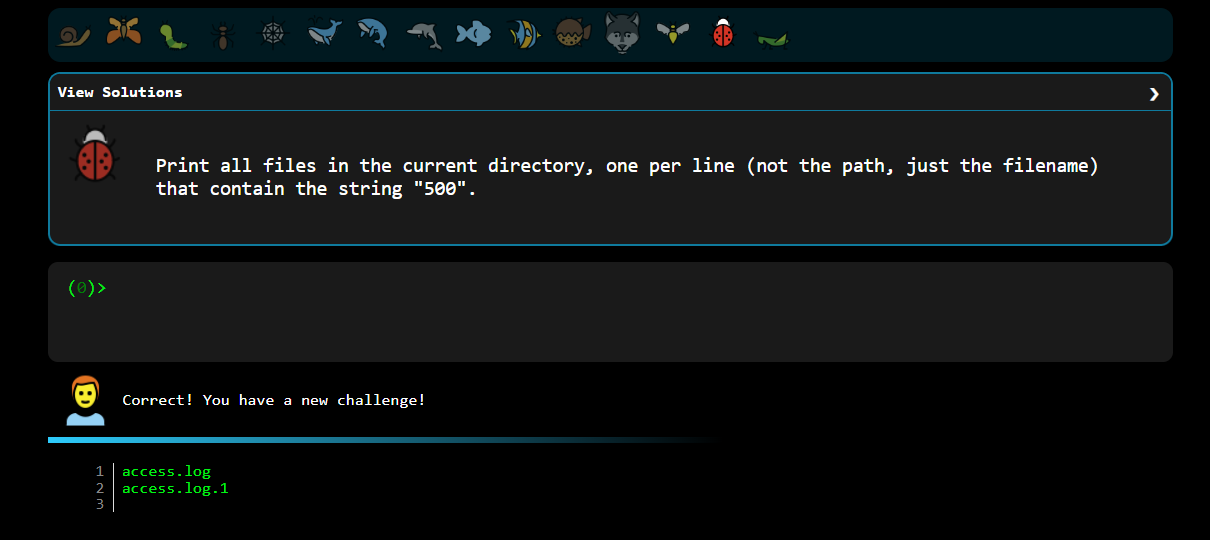 View Solutions ❯
Print all files in the current directory, one per line (not the path, just the filename)
that contain the string "500".
(0)>
Correct! You have a new challenge!
1 access.log
2 access.log.1
3